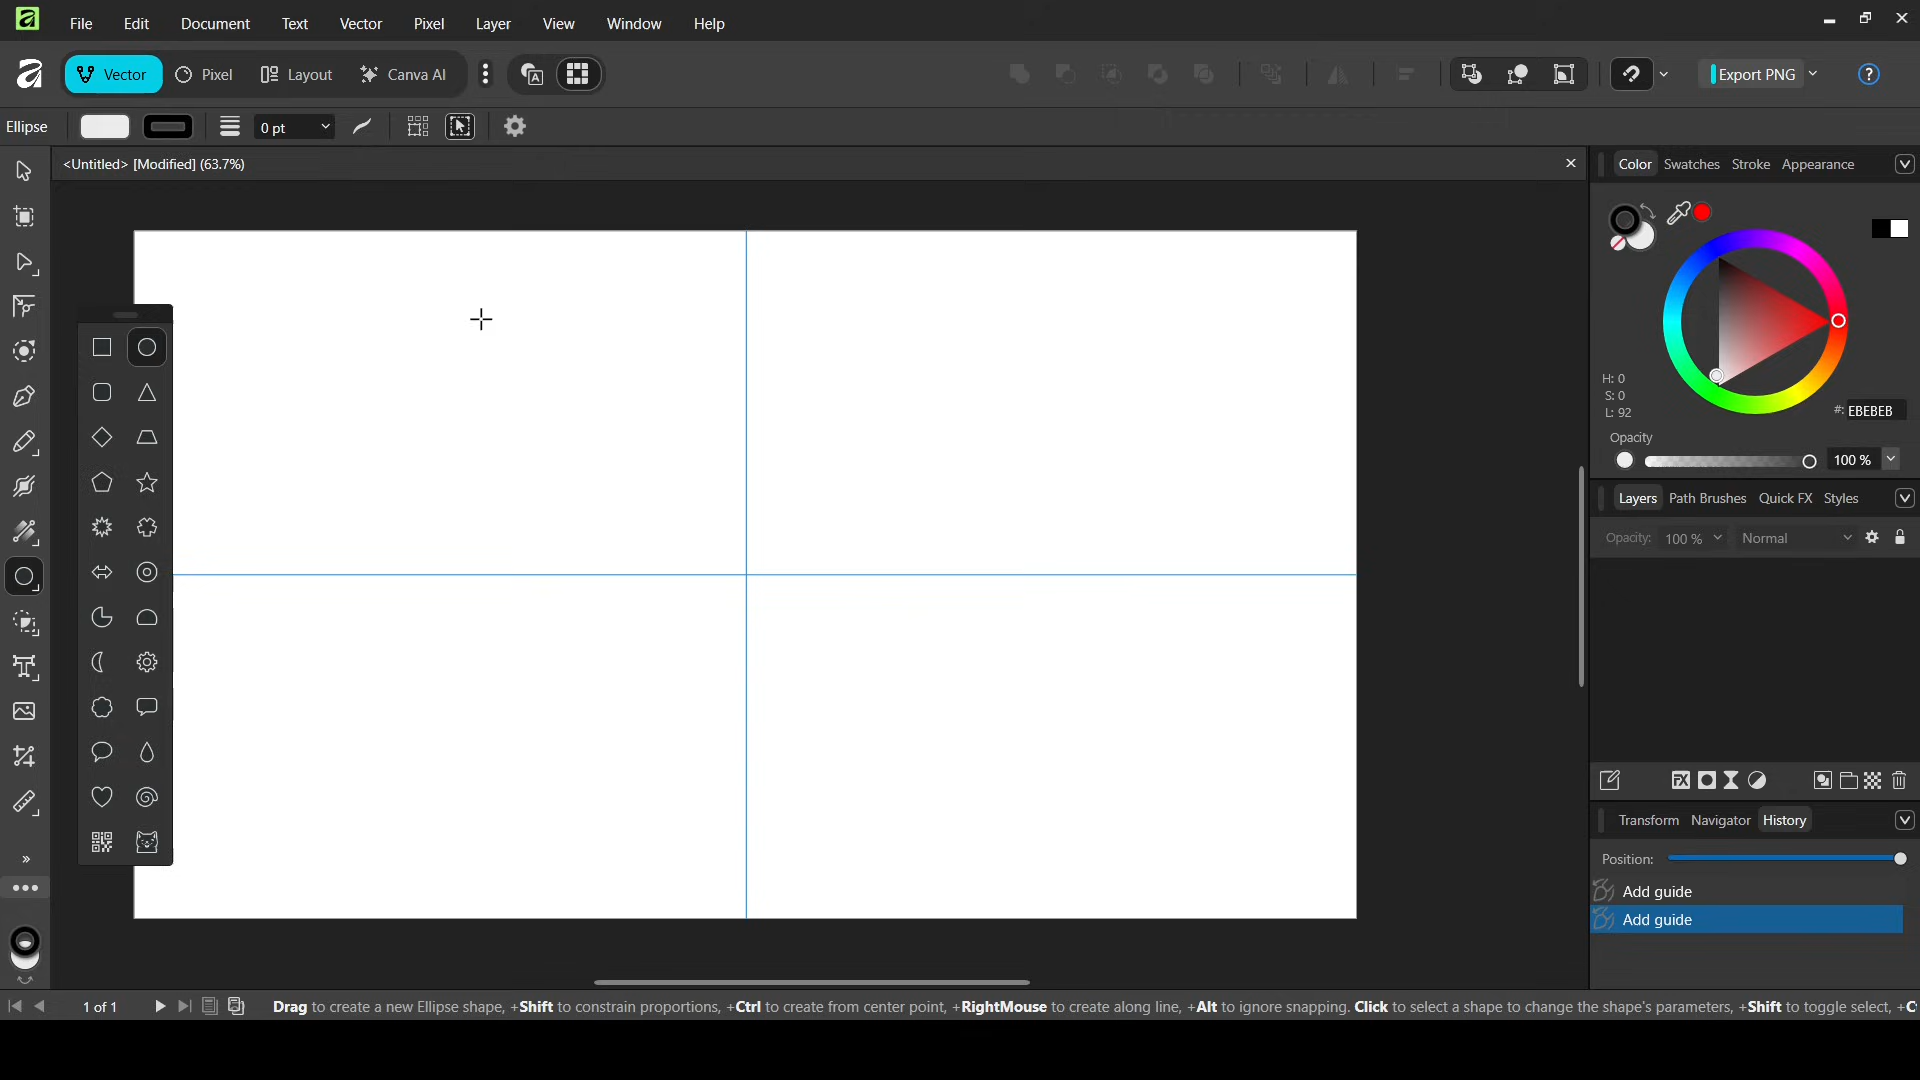 File Edit Document Text Vector Pixel Layer View Window Help
Vector Pixel Layout Canva AI Export PNG
Ellipse 0 pt
<Untitled> [Modified] (63.7%)
Color Swatches Stroke Appearance
H: 0
S: 0
L: 92
#: EBEBEB
Opacity
100 %
Layers Path Brushes Quick FX Styles
Opacity: 100 % Normal
Transform Navigator History
Position:
Add guide
Add guide
1 of 1 Drag to create a new Ellipse shape, +Shift to constrain proportions, +Ctrl to create from center point, +RightMouse to create along line, +Alt to ignore snapping. Click to select a shape to change the shape's parameters, +Shift to toggle select, +C